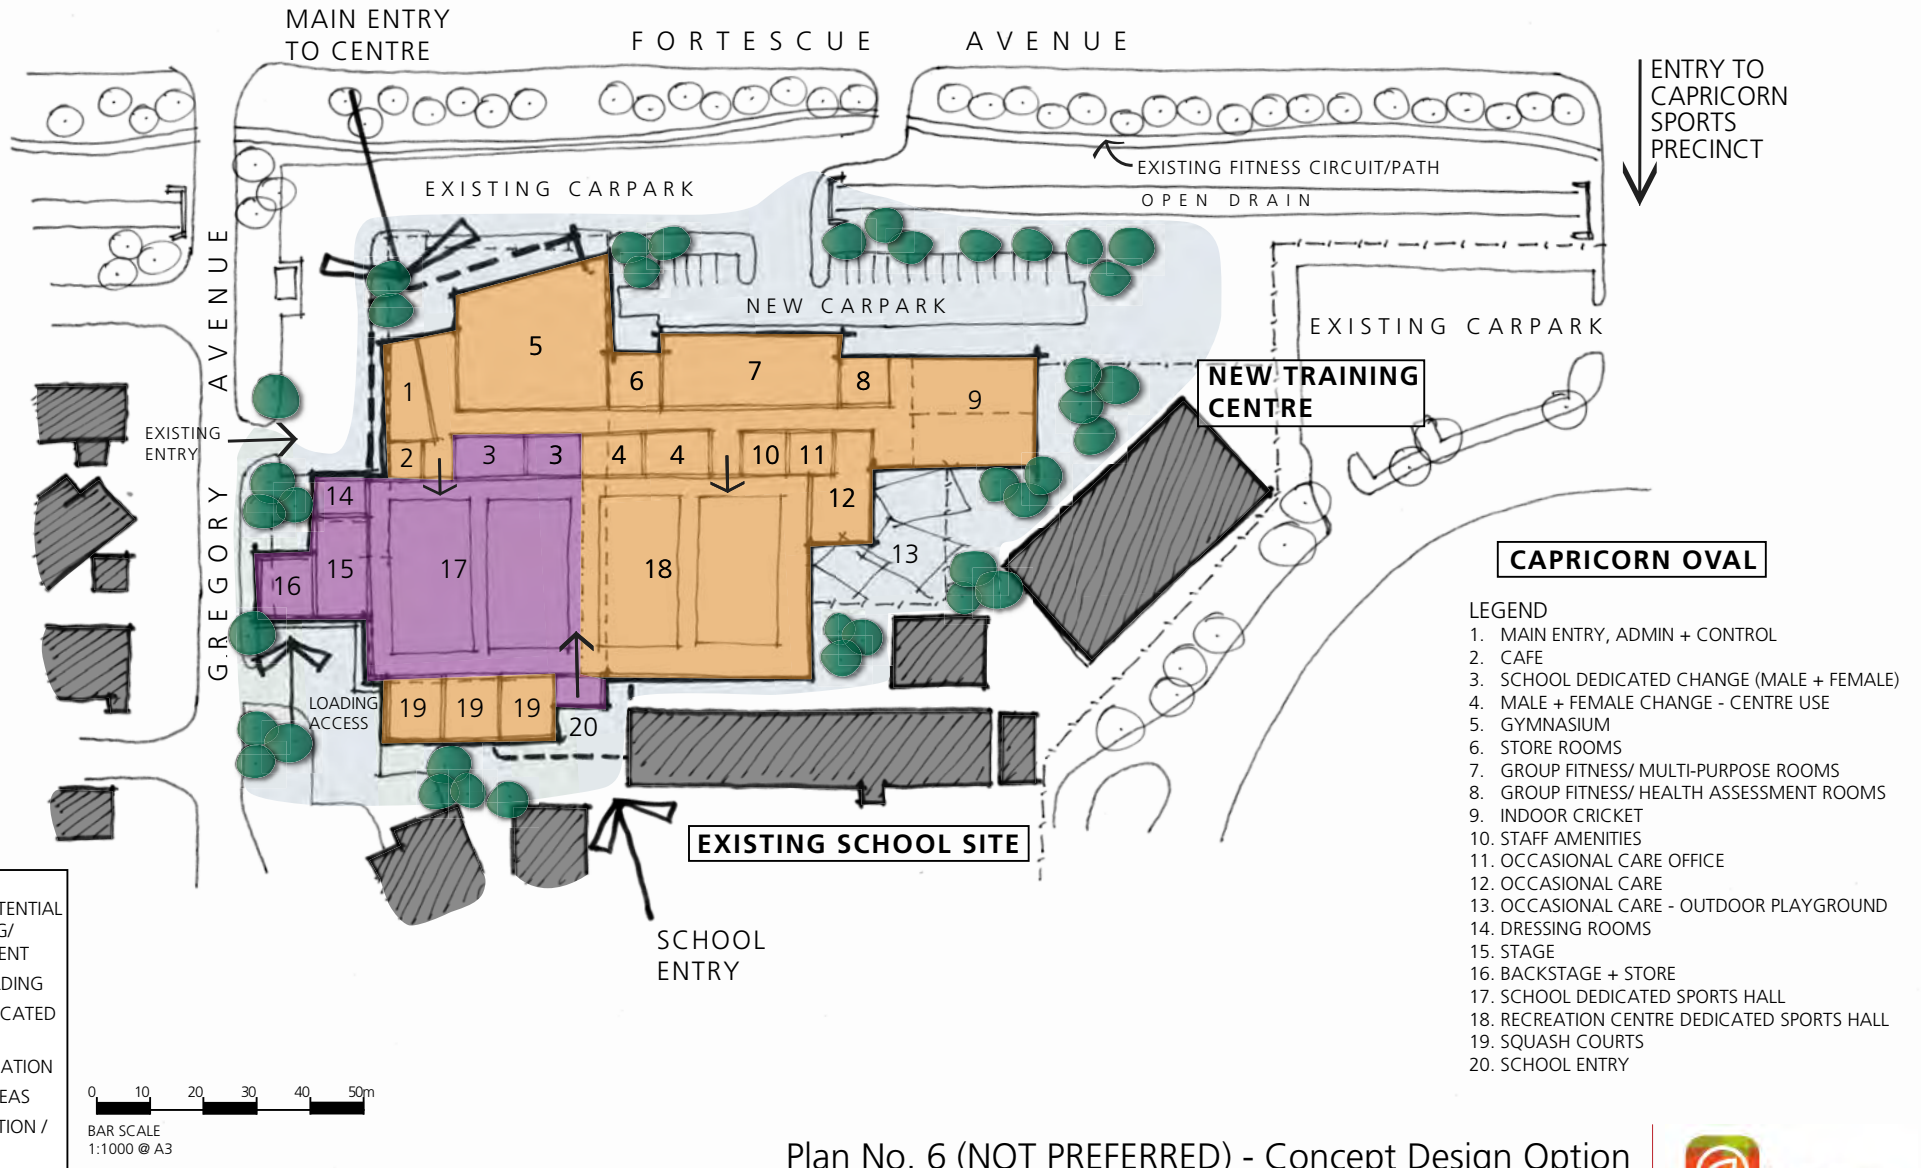 MAIN ENTRY
TO CENTRE
FORTESCUE AVENUE
ENTRY TO
CAPRICORN
SPORTS
PRECINCT
EXISTING FITNESS CIRCUIT/PATH
OPEN DRAIN
EXISTING CARPARK
NEW CARPARK
EXISTING CARPARK
NEW TRAINING
CENTRE
GREGORY AVENUE
EXISTING
ENTRY
1
2
3
3
4
4
5
6
7
8
9
10
11
12
13
14
15
16
17
18
19
19
19
20
LOADING
ACCESS
EXISTING SCHOOL SITE
SCHOOL
ENTRY
CAPRICORN OVAL
LEGEND
1. MAIN ENTRY, ADMIN + CONTROL
2. CAFE
3. SCHOOL DEDICATED CHANGE (MALE + FEMALE)
4. MALE + FEMALE CHANGE - CENTRE USE
5. GYMNASIUM
6. STORE ROOMS
7. GROUP FITNESS/ MULTI-PURPOSE ROOMS
8. GROUP FITNESS/ HEALTH ASSESSMENT ROOMS
9. INDOOR CRICKET
10. STAFF AMENITIES
11. OCCASIONAL CARE OFFICE
12. OCCASIONAL CARE
13. OCCASIONAL CARE - OUTDOOR PLAYGROUND
14. DRESSING ROOMS
15. STAGE
16. BACKSTAGE + STORE
17. SCHOOL DEDICATED SPORTS HALL
18. RECREATION CENTRE DEDICATED SPORTS HALL
19. SQUASH COURTS
20. SCHOOL ENTRY
TENTIAL
G/
ENT
DING
CATED
ATION
EAS
TION /
0 10 20 30 40 50m
BAR SCALE
1:1000 @ A3
Plan No. 6 (NOT PREFERRED) - Concept Design Option